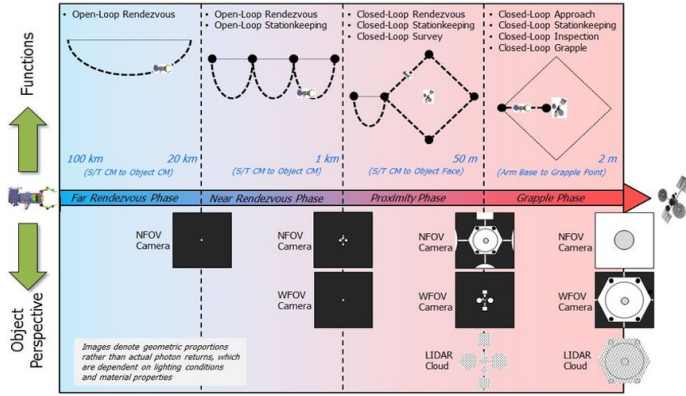 • Open-Loop Rendezvous
• Open-Loop Rendezvous
• Open-Loop Stationkeeping
• Closed-Loop Rendezvous
• Closed-Loop Stationkeeping
• Closed-Loop Survey
• Closed-Loop Approach
• Closed-Loop Stationkeeping
• Closed-Loop Inspection
• Closed-Loop Grapple
Functions
100 km
20 km
(S/T CM to Object CM)
1 km
(S/T CM to Object CM)
50 m
(S/T CM to Object Face)
2 m
(Arm Base to Grapple Point)
Far Rendezvous Phase
Near Rendezvous Phase
Proximity Phase
Grapple Phase
Object
Perspective
NFOV
Camera
NFOV
Camera
NFOV
Camera
NFOV
Camera
WFOV
Camera
WFOV
Camera
WFOV
Camera
LIDAR
Cloud
LIDAR
Cloud
Images denote geometric proportions
rather than actual photon returns, which
are dependent on lighting conditions
and material properties